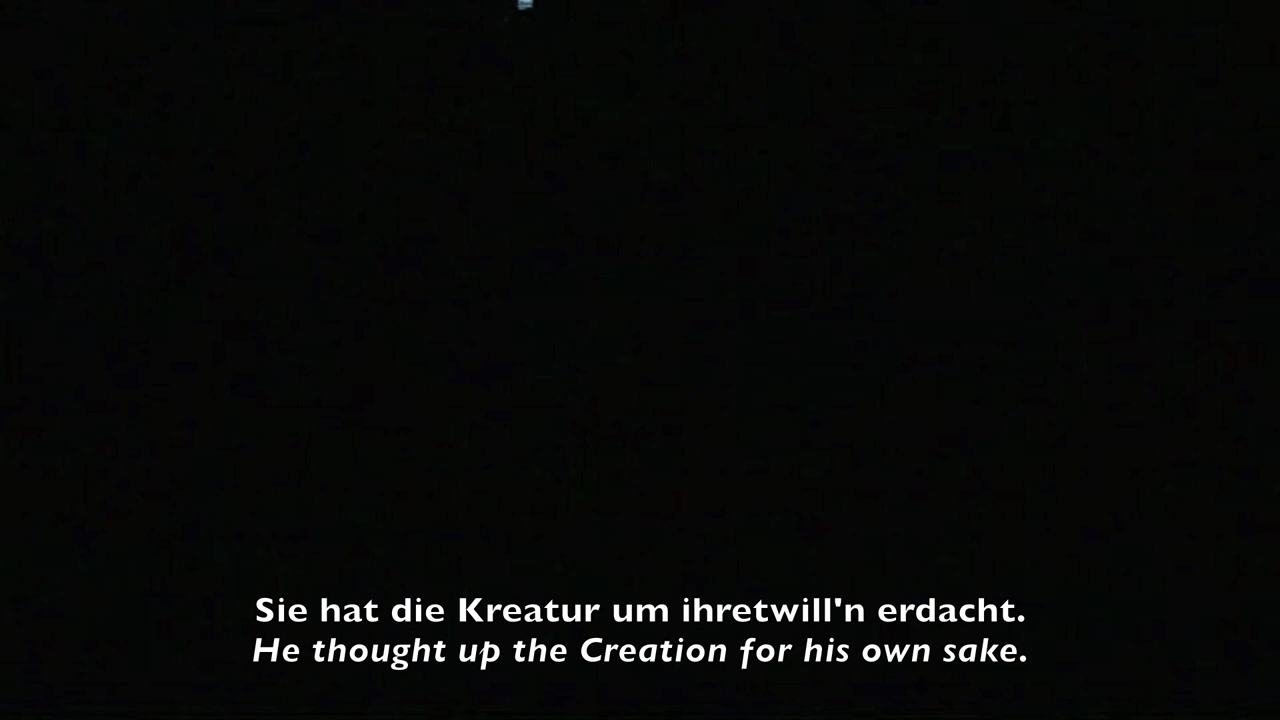 Sie hat die Kreatur um ihretwill'n erdacht.
He thought up the Creation for his own sake.